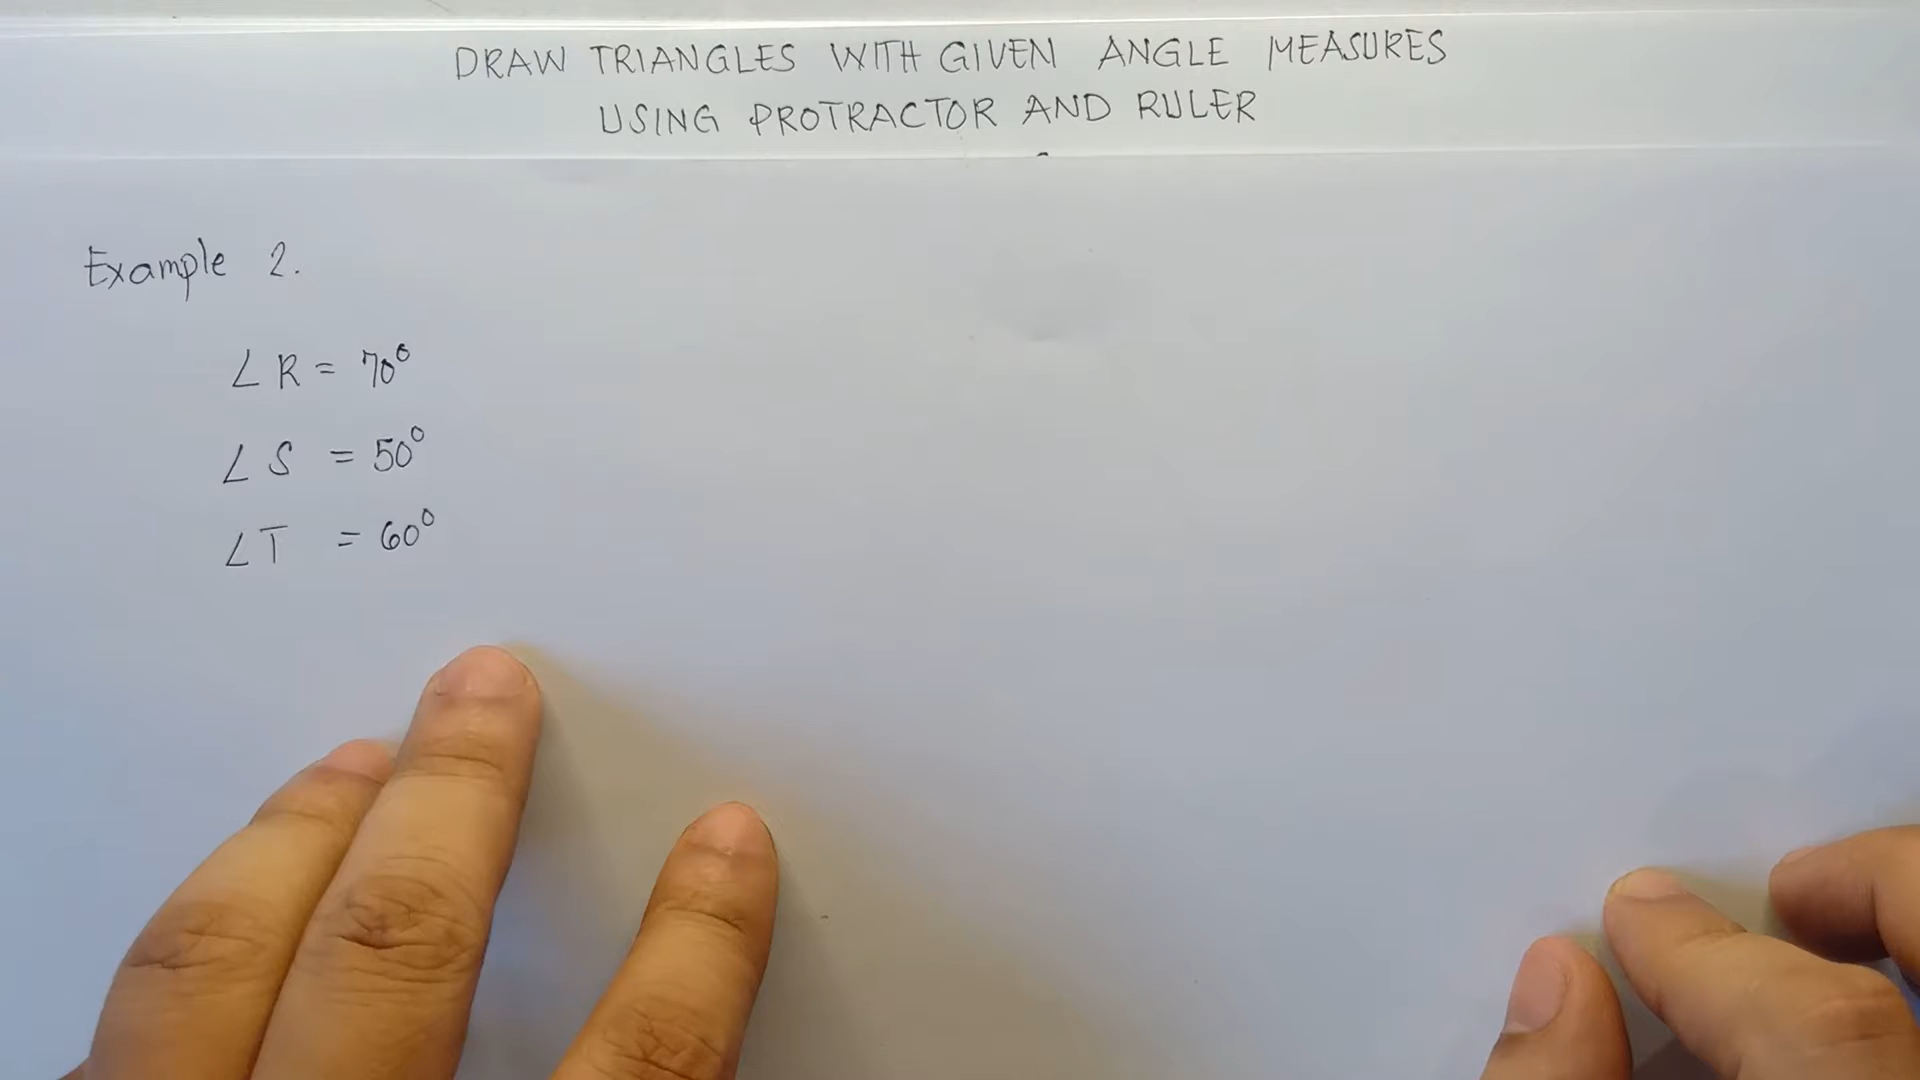 DRAW TRIANGLES WITH GIVEN ANGLE MEASURES
USING PROTRACTOR AND RULER
Example 2.
∠R = 70°
∠S = 50°
∠T = 60°